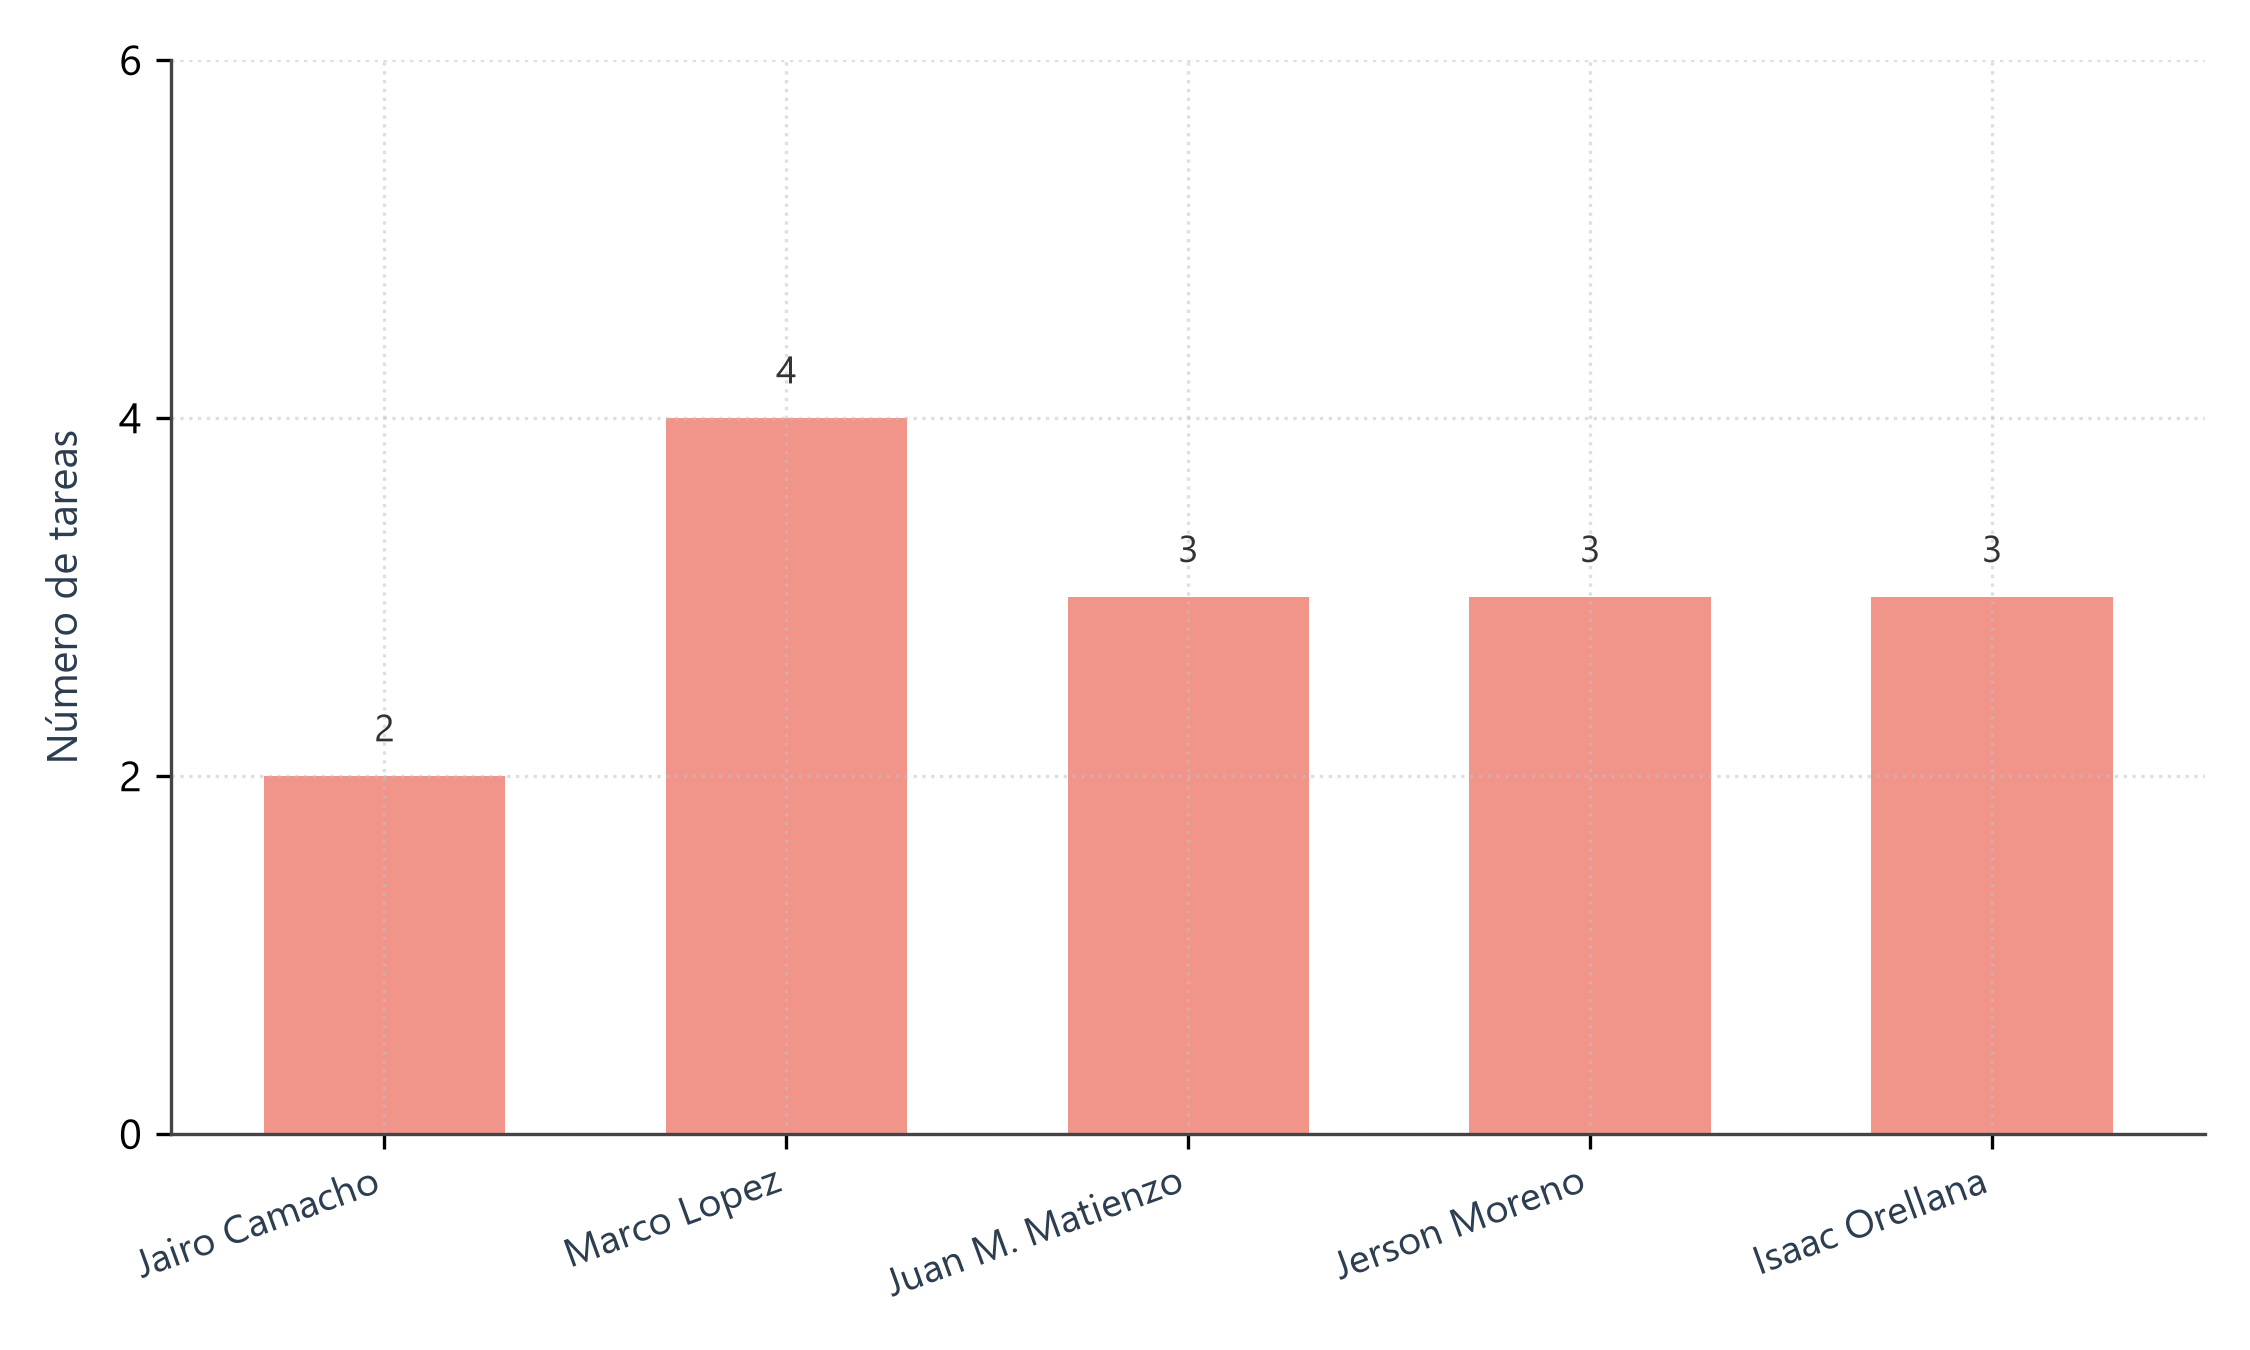 Número de tareas
6
4
2
0
2
4
3
3
3
Jairo Camacho
Marco Lopez
Juan M. Matienzo
Jerson Moreno
Isaac Orellana